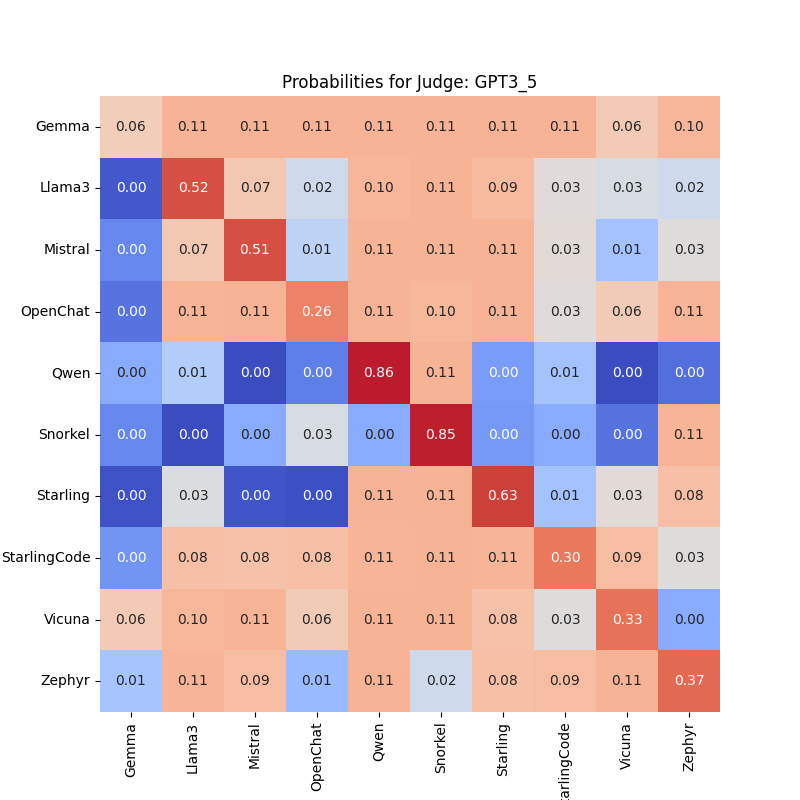 Probabilities for Judge: GPT3_5
Gemma 0.06 0.11 0.11 0.11 0.11 0.11 0.11 0.11 0.06 0.10
Llama3 0.00 0.52 0.07 0.02 0.10 0.11 0.09 0.03 0.03 0.02
Mistral 0.00 0.07 0.51 0.01 0.11 0.11 0.11 0.03 0.01 0.03
OpenChat 0.00 0.11 0.11 0.26 0.11 0.10 0.11 0.03 0.06 0.11
Qwen 0.00 0.01 0.00 0.00 0.86 0.11 0.00 0.01 0.00 0.00
Snorkel 0.00 0.00 0.00 0.03 0.00 0.85 0.00 0.00 0.00 0.11
Starling 0.00 0.03 0.00 0.00 0.11 0.11 0.63 0.01 0.03 0.08
StarlingCode 0.00 0.08 0.08 0.08 0.11 0.11 0.11 0.30 0.09 0.03
Vicuna 0.06 0.10 0.11 0.06 0.11 0.11 0.08 0.03 0.33 0.00
Zephyr 0.01 0.11 0.09 0.01 0.11 0.02 0.08 0.09 0.11 0.37
Gemma Llama3 Mistral OpenChat Qwen Snorkel Starling arlingCode Vicuna Zephyr